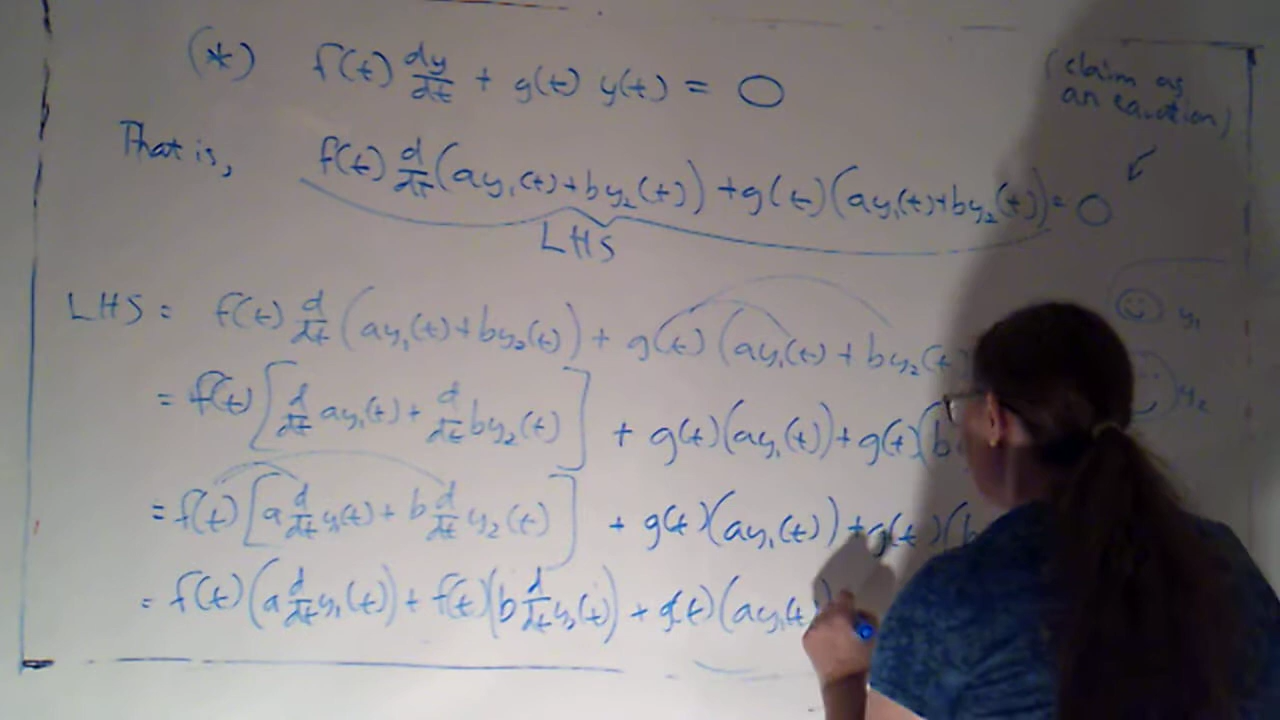 (*) f(t) dy/dt + g(t) y(t) = 0
(claim as
an equation)
That is, f(t) d/dt (ay₁(t)+by₂(t)) + g(t)(ay₁(t)+by₂(t)) = 0
LHS
LHS = f(t) d/dt (ay₁(t)+by₂(t)) + g(t) (ay₁(t) + by₂(t
y₁
= f(t) [d/dt ay₁(t) + d/dt by₂(t)] + g(t)(ay₁(t)) + g(t)(b
y₂
= f(t) [a d/dt y₁(t) + b d/dt y₂(t)] + g(t)(ay₁(t)) + g(t)(b
= f(t)(a d/dt y₁(t)) + f(t)(b d/dt y₂(t)) + g(t)(ay₁(t)